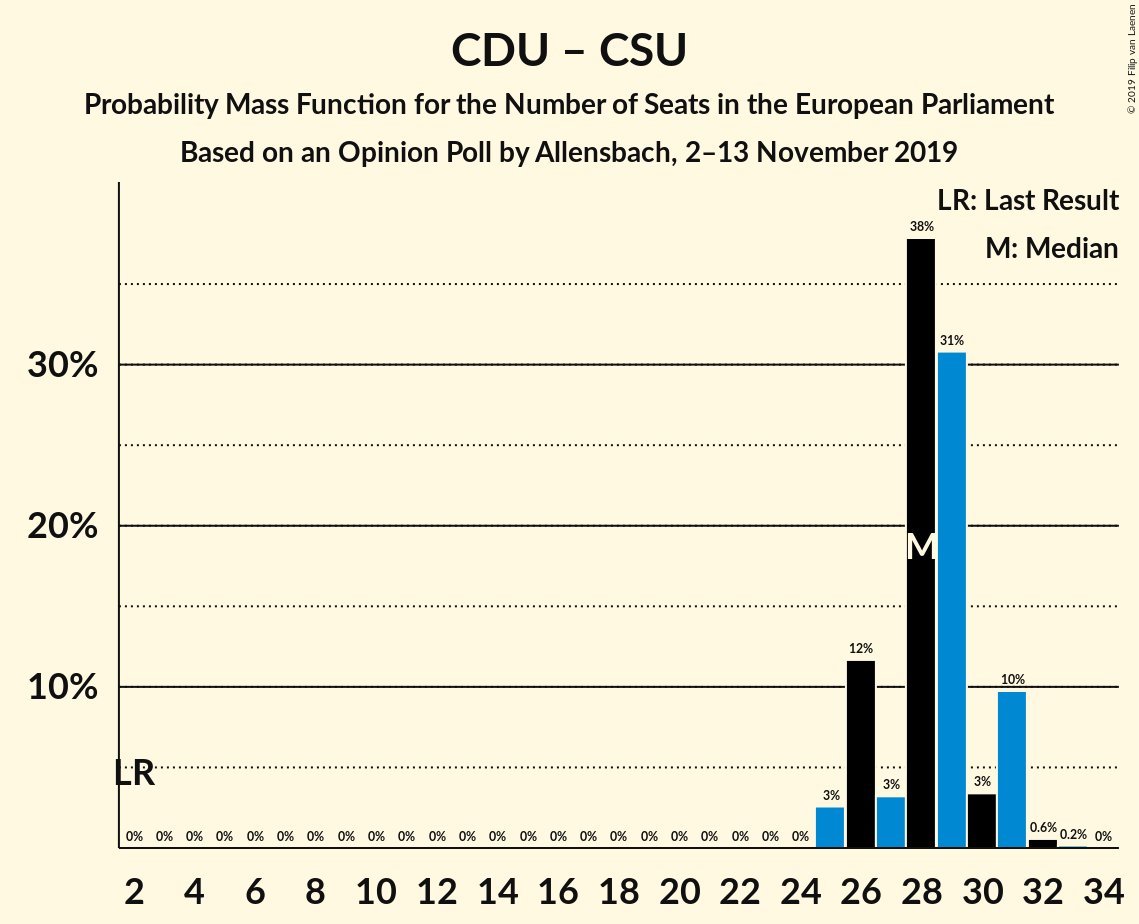 CDU – CSU
Probability Mass Function for the Number of Seats in the European Parliament
Based on an Opinion Poll by Allensbach, 2–13 November 2019
© 2019 Filip van Laenen
LR: Last Result
M: Median
38%
31%
30%
20%
M
12%
10%
10%
LR
3%
3%
3%
0% 0% 0% 0% 0% 0% 0% 0% 0% 0% 0% 0% 0% 0% 0% 0% 0% 0% 0% 0% 0% 0% 0% 0.6% 0.2% 0%
2 4 6 8 10 12 14 16 18 20 22 24 26 28 30 32 34